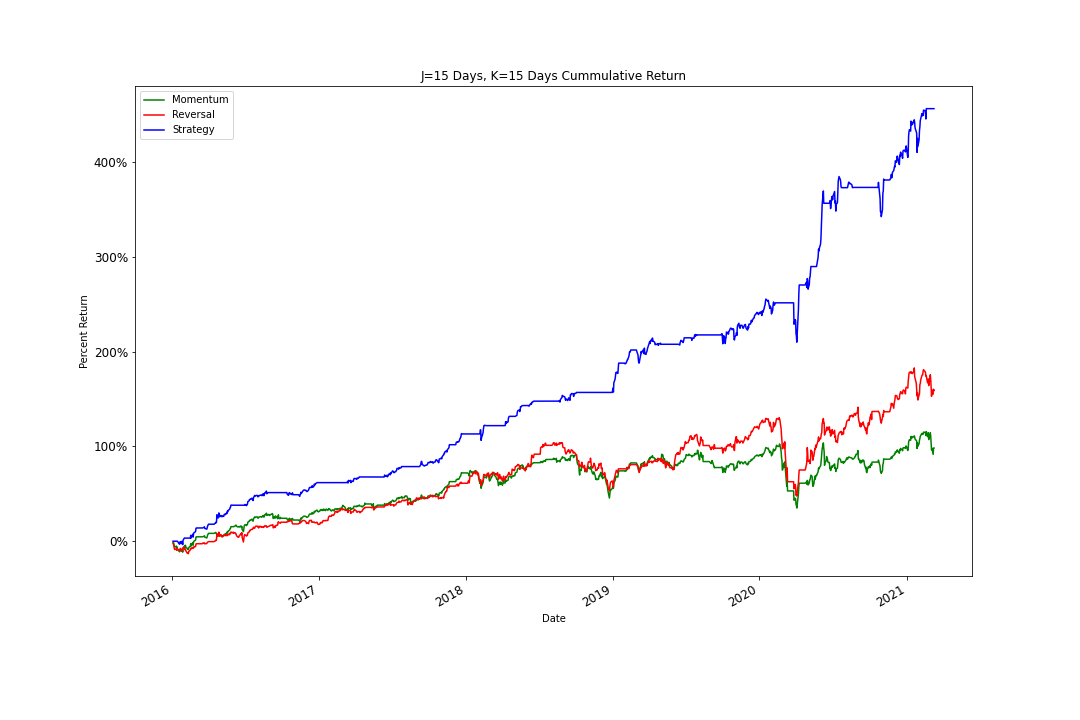 J=15 Days, K=15 Days Cummulative Return
Momentum
Reversal
Strategy
400%
300%
200%
100%
0%
Percent Return
2016
2017
2018
2019
2020
2021
Date